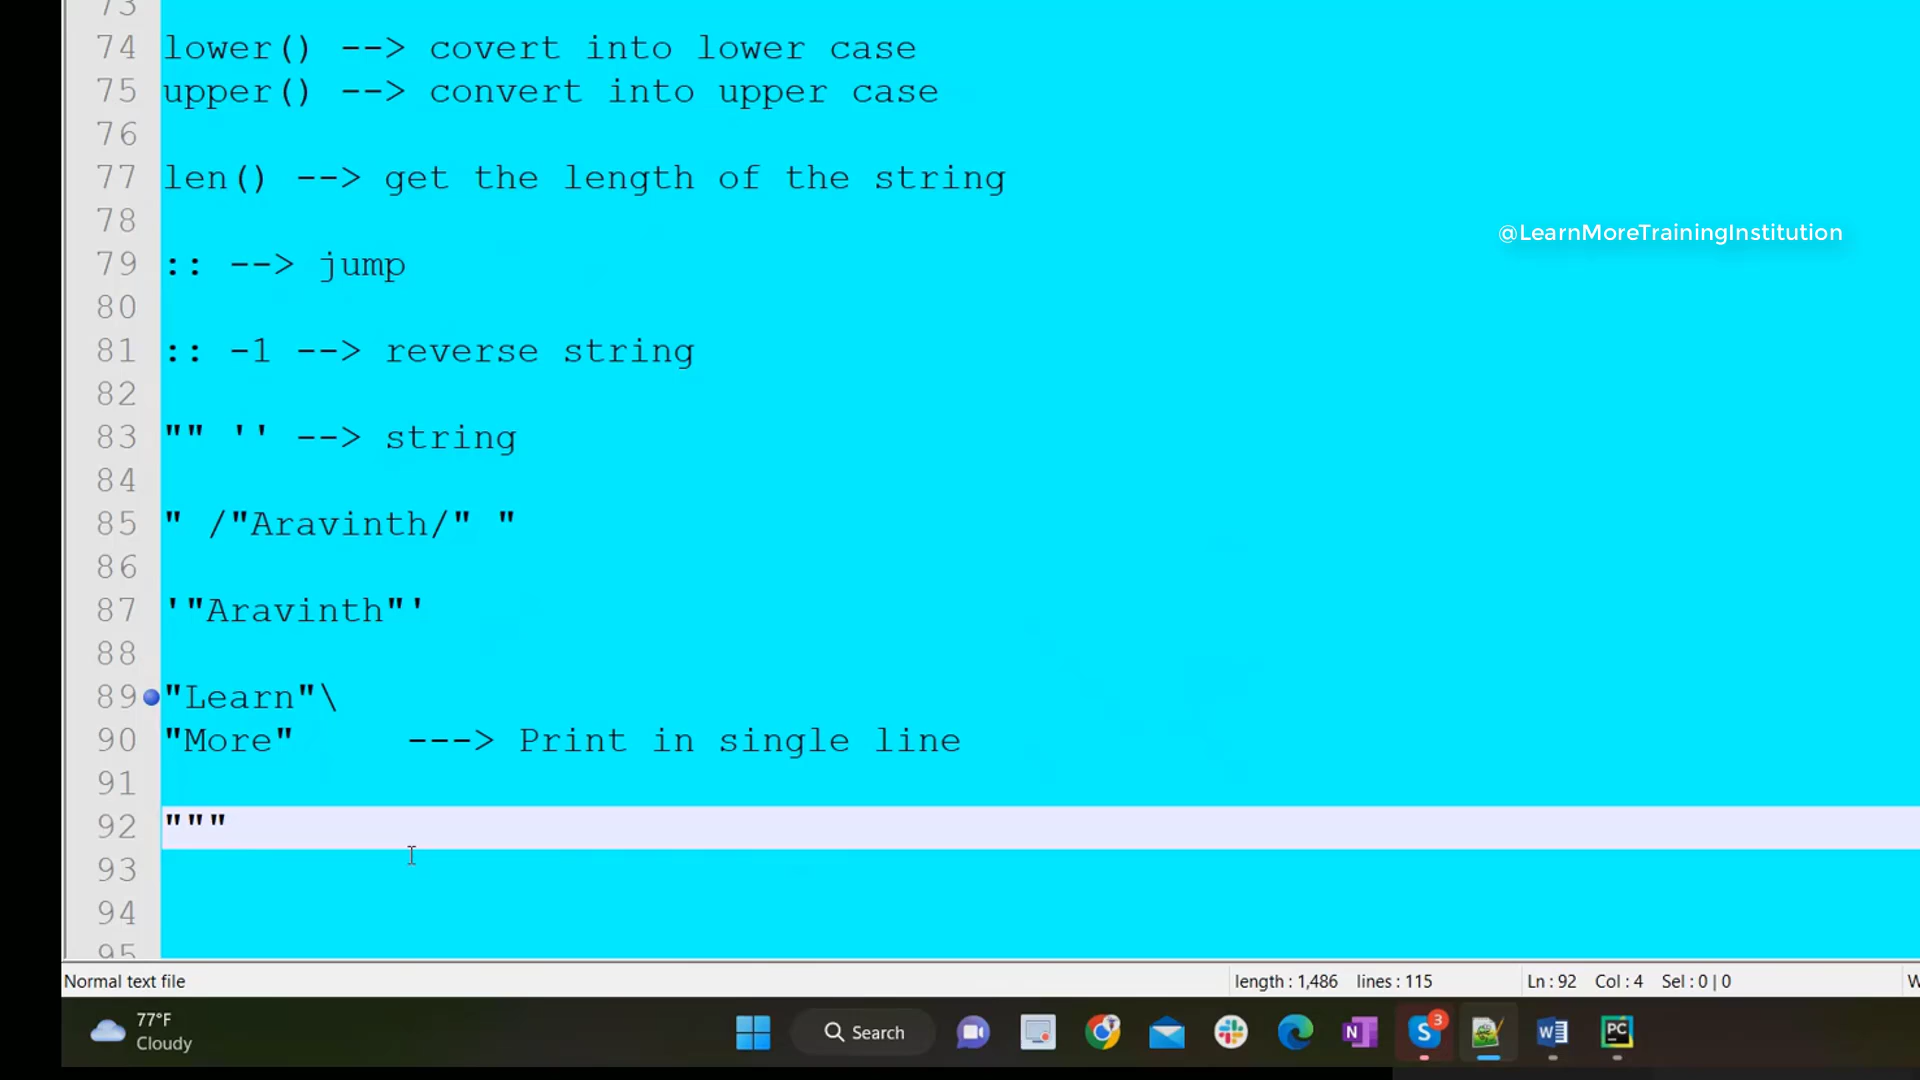 73
74 lower() --> covert into lower case
75 upper() --> convert into upper case
76
77 len() --> get the length of the string
78
@LearnMoreTrainingInstitution
79 :: --> jump
80
81 :: -1 --> reverse string
82
83 "" '' --> string
84
85 " /"Aravinth/" "
86
87 '"Aravinth"'
88
89 "Learn"\
90 "More"     ---> Print in single line
91
92 """
93
94
95
Normal text file length : 1,486 lines : 115 Ln : 92 Col : 4 Sel : 0 | 0 W
77°F
Cloudy
Search
3